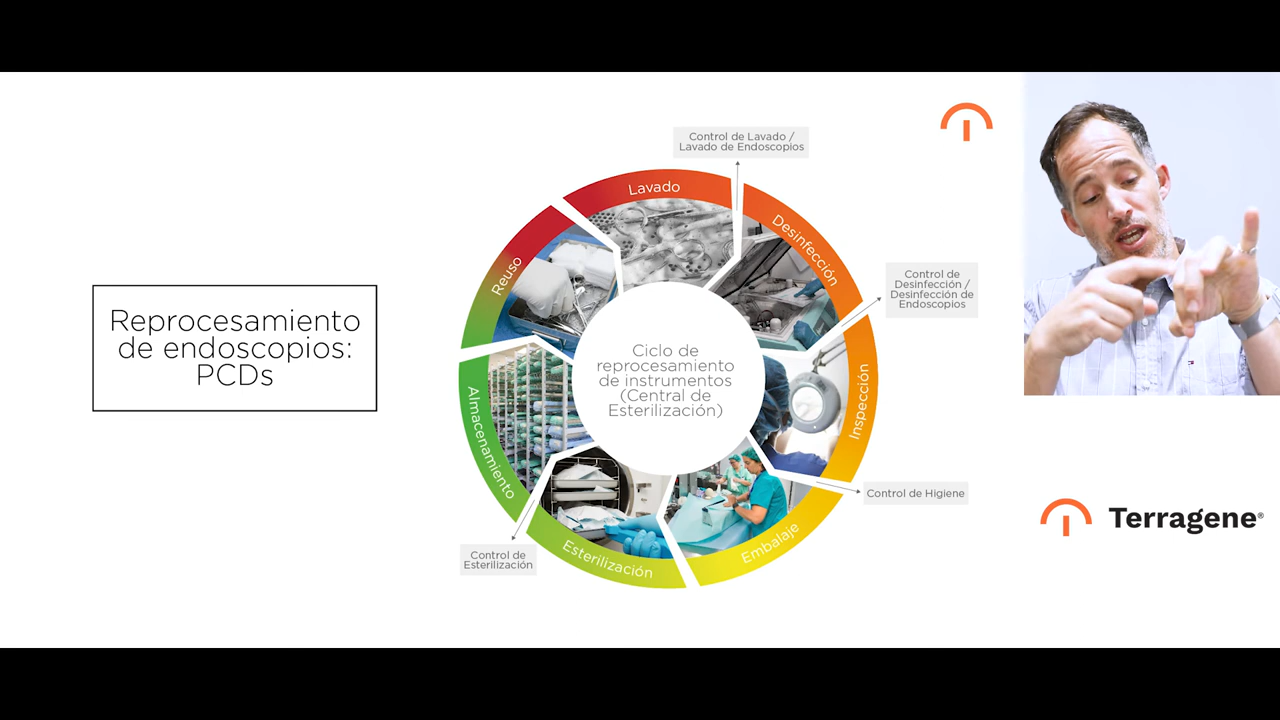 Reprocesamiento
de endoscopios:
PCDs
Control de Lavado /
Lavado de Endoscopios
Lavado
Desinfección
Control de
Desinfección /
Desinfección de
Endoscopios
Inspección
Control de Higiene
Embalaje
Esterilización
Control de
Esterilización
Almacenamiento
Reuso
Ciclo de
reprocesamiento
de instrumentos
(Central de
Esterilización)
Terragene®